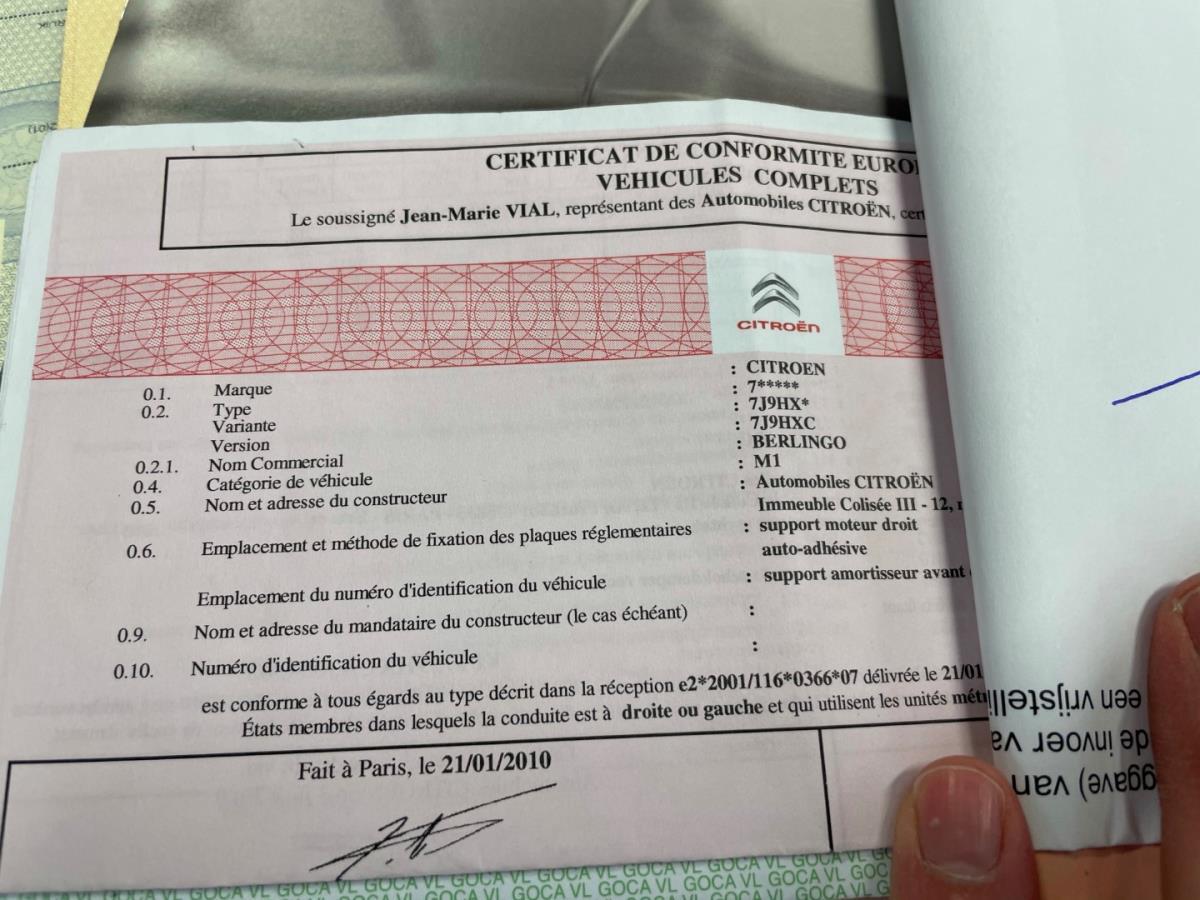 CERTIFICAT DE CONFORMITE EURO
VEHICULES COMPLETS
Le soussigné Jean-Marie VIAL, représentant des Automobiles CITROËN, cert
CITROËN
0.1. Marque : CITROEN
0.2. Type : 7*****
Variante : 7J9HX*
Version : 7J9HXC
0.2.1. Nom Commercial : BERLINGO
0.4. Catégorie de véhicule : M1
0.5. Nom et adresse du constructeur : Automobiles CITROËN
Immeuble Colisée III - 12,
0.6. Emplacement et méthode de fixation des plaques réglementaires : support moteur droit
auto-adhésive
Emplacement du numéro d'identification du véhicule : support amortisseur avant
0.9. Nom et adresse du mandataire du constructeur (le cas échéant) :
0.10. Numéro d'identification du véhicule :
est conforme à tous égards au type décrit dans la réception e2*2001/116*0366*07 délivrée le 21/01
États membres dans lesquels la conduite est à droite ou gauche et qui utilisent les unités mét
Fait à Paris, le 21/01/2010
GOCA VL GOCA VL GOCA VL GOCA VL GOCA VL GOCA VL GOCA VL
ggave) van
de invoer va
een vrijstelli